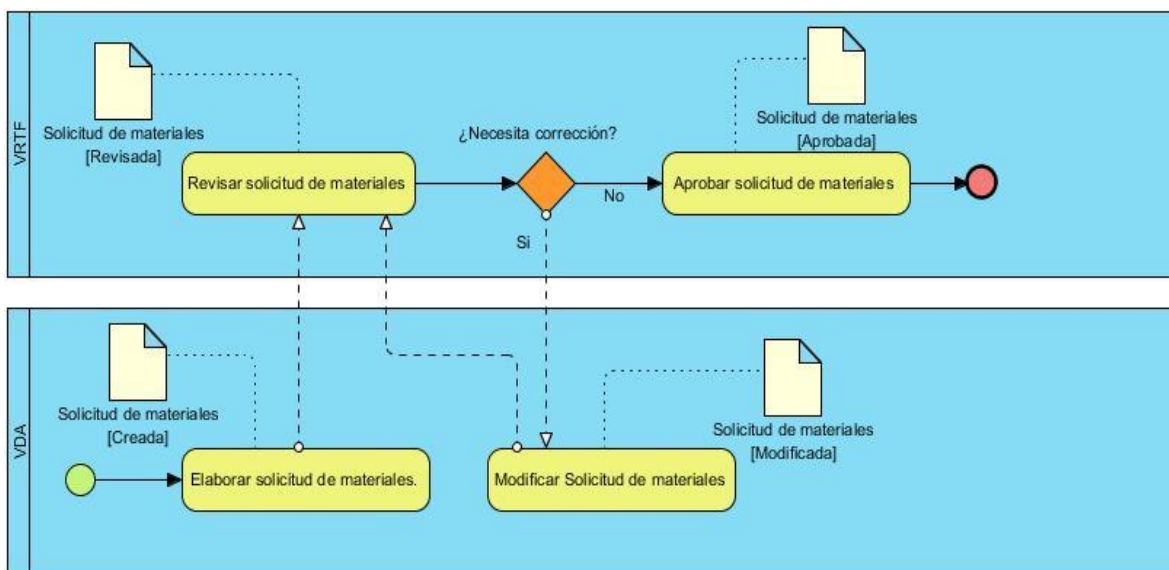 VRTF
Solicitud de materiales
[Revisada]
Revisar solicitud de materiales
¿Necesita corrección?
No
Si
Solicitud de materiales
[Aprobada]
Aprobar solicitud de materiales
VDA
Solicitud de materiales
[Creada]
Elaborar solicitud de materiales.
Modificar Solicitud de materiales
Solicitud de materiales
[Modificada]